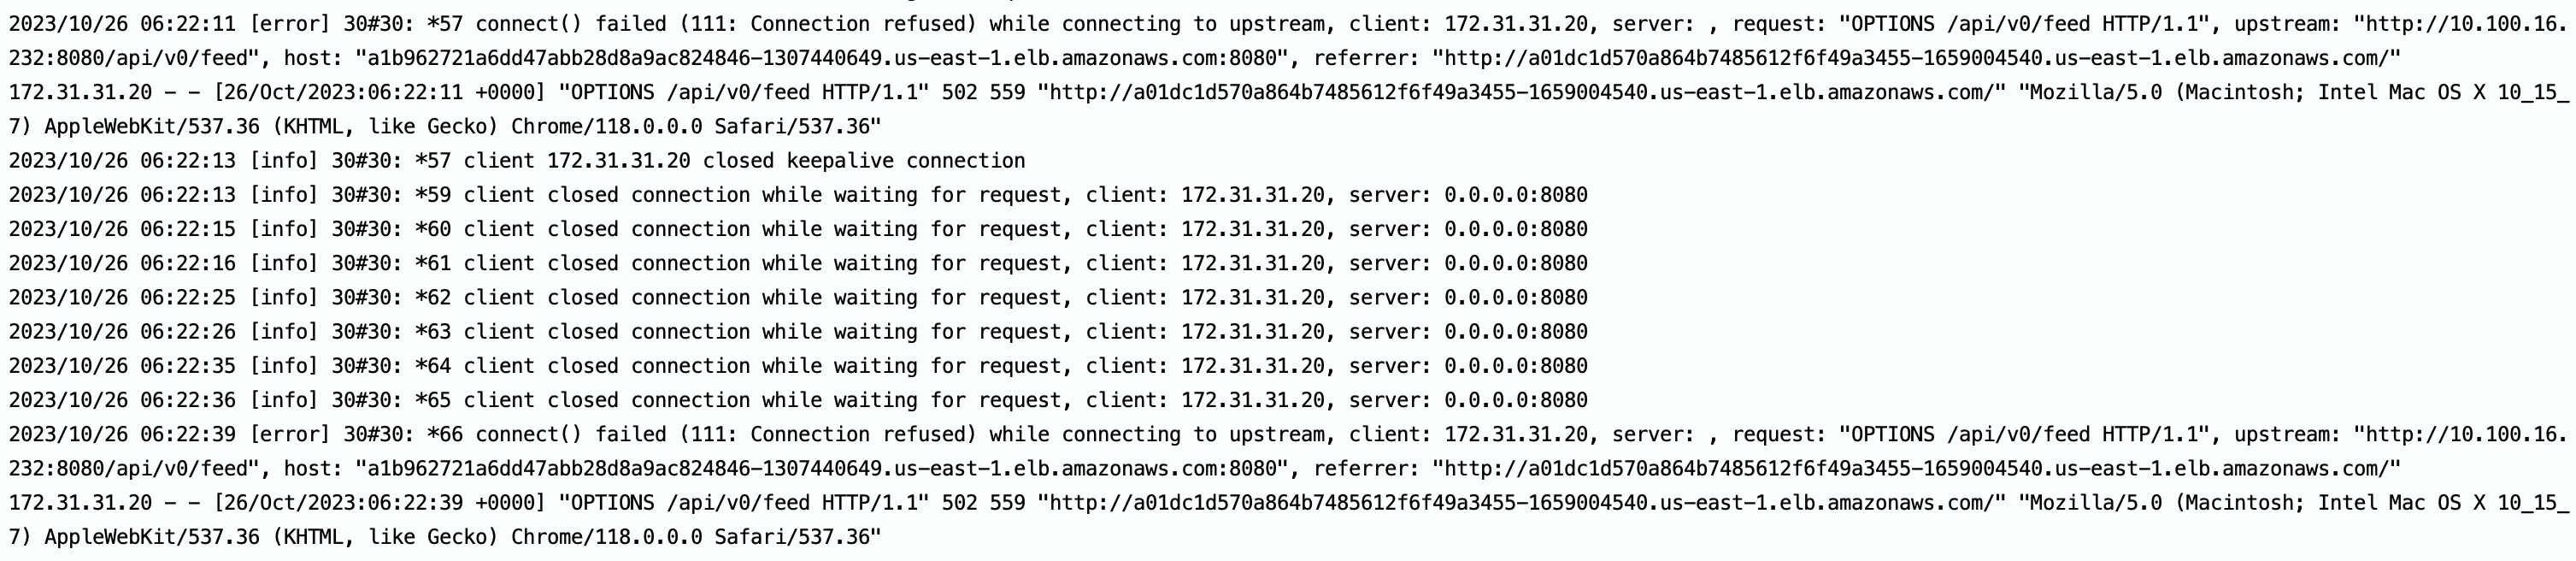 2023/10/26 06:22:11 [error] 30#30: *57 connect() failed (111: Connection refused) while connecting to upstream, client: 172.31.31.20, server: , request: "OPTIONS /api/v0/feed HTTP/1.1", upstream: "http://10.100.16.
232:8080/api/v0/feed", host: "a1b962721a6dd47abb28d8a9ac824846-1307440649.us-east-1.elb.amazonaws.com:8080", referrer: "http://a01dc1d570a864b7485612f6f49a3455-1659004540.us-east-1.elb.amazonaws.com/"
172.31.31.20 - - [26/Oct/2023:06:22:11 +0000] "OPTIONS /api/v0/feed HTTP/1.1" 502 559 "http://a01dc1d570a864b7485612f6f49a3455-1659004540.us-east-1.elb.amazonaws.com/" "Mozilla/5.0 (Macintosh; Intel Mac OS X 10_15_
7) AppleWebKit/537.36 (KHTML, like Gecko) Chrome/118.0.0.0 Safari/537.36"
2023/10/26 06:22:13 [info] 30#30: *57 client 172.31.31.20 closed keepalive connection
2023/10/26 06:22:13 [info] 30#30: *59 client closed connection while waiting for request, client: 172.31.31.20, server: 0.0.0.0:8080
2023/10/26 06:22:15 [info] 30#30: *60 client closed connection while waiting for request, client: 172.31.31.20, server: 0.0.0.0:8080
2023/10/26 06:22:16 [info] 30#30: *61 client closed connection while waiting for request, client: 172.31.31.20, server: 0.0.0.0:8080
2023/10/26 06:22:25 [info] 30#30: *62 client closed connection while waiting for request, client: 172.31.31.20, server: 0.0.0.0:8080
2023/10/26 06:22:26 [info] 30#30: *63 client closed connection while waiting for request, client: 172.31.31.20, server: 0.0.0.0:8080
2023/10/26 06:22:35 [info] 30#30: *64 client closed connection while waiting for request, client: 172.31.31.20, server: 0.0.0.0:8080
2023/10/26 06:22:36 [info] 30#30: *65 client closed connection while waiting for request, client: 172.31.31.20, server: 0.0.0.0:8080
2023/10/26 06:22:39 [error] 30#30: *66 connect() failed (111: Connection refused) while connecting to upstream, client: 172.31.31.20, server: , request: "OPTIONS /api/v0/feed HTTP/1.1", upstream: "http://10.100.16.
232:8080/api/v0/feed", host: "a1b962721a6dd47abb28d8a9ac824846-1307440649.us-east-1.elb.amazonaws.com:8080", referrer: "http://a01dc1d570a864b7485612f6f49a3455-1659004540.us-east-1.elb.amazonaws.com/"
172.31.31.20 - - [26/Oct/2023:06:22:39 +0000] "OPTIONS /api/v0/feed HTTP/1.1" 502 559 "http://a01dc1d570a864b7485612f6f49a3455-1659004540.us-east-1.elb.amazonaws.com/" "Mozilla/5.0 (Macintosh; Intel Mac OS X 10_15_
7) AppleWebKit/537.36 (KHTML, like Gecko) Chrome/118.0.0.0 Safari/537.36"